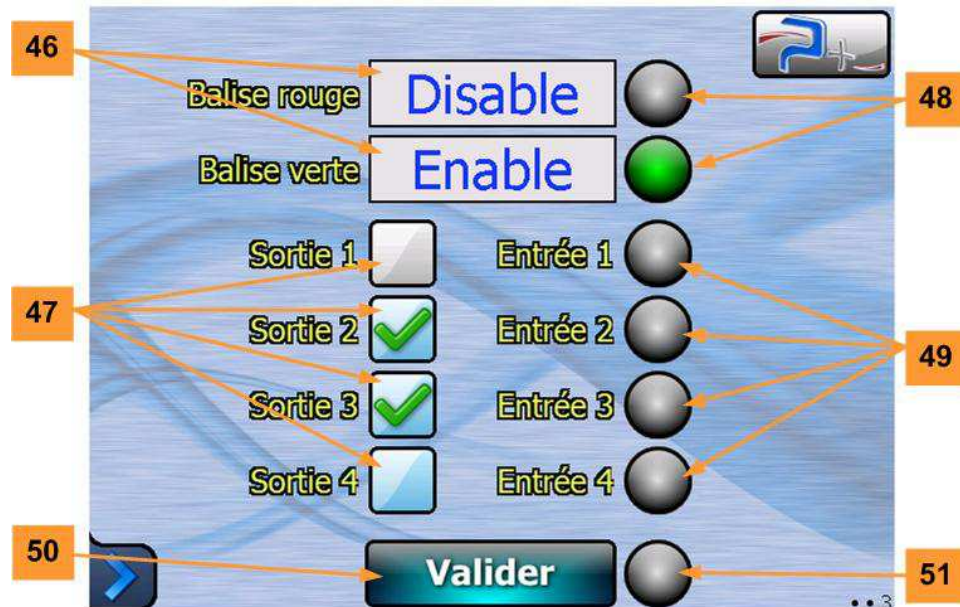 46
Balise rouge Disable
48
Balise verte Enable
Sortie 1 Entrée 1
47
Sortie 2 Entrée 2
49
Sortie 3 Entrée 3
Sortie 4 Entrée 4
50
Valider
51
3